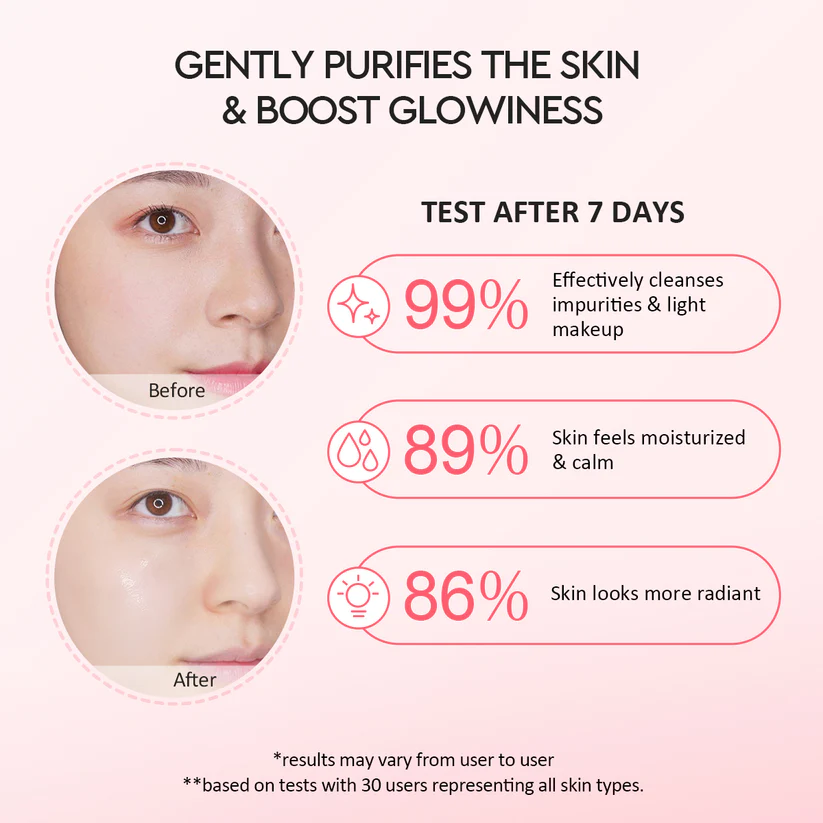 GENTLY PURIFIES THE SKIN
& BOOST GLOWINESS
TEST AFTER 7 DAYS
99%
Effectively cleanses
impurities & light
makeup
Before
89%
Skin feels moisturized
& calm
86%
Skin looks more radiant
After
*results may vary from user to user
**based on tests with 30 users representing all skin types.